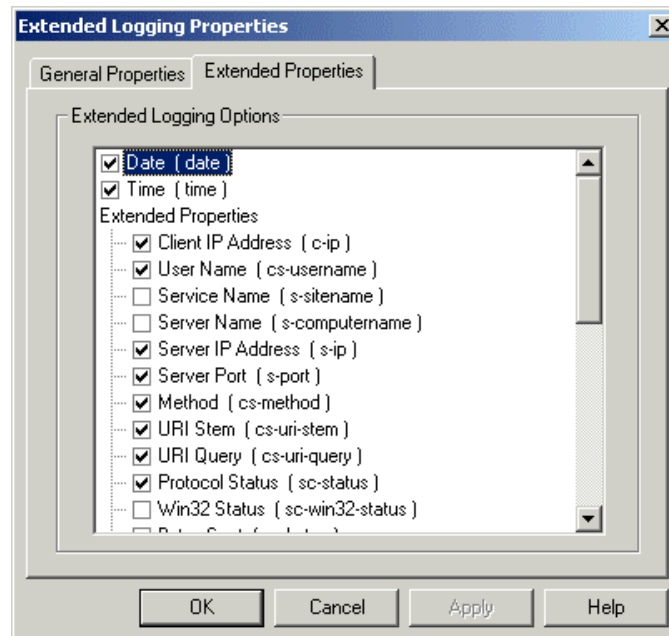 Extended Logging Properties
General Properties
Extended Properties
Extended Logging Options
Date ( date )
Time ( time )
Extended Properties
Client IP Address ( c-ip )
User Name ( cs-username )
Service Name ( s-sitename )
Server Name ( s-computername )
Server IP Address ( s-ip )
Server Port ( s-port )
Method ( cs-method )
URI Stem ( cs-uri-stem )
URI Query ( cs-uri-query )
Protocol Status ( sc-status )
Win32 Status ( sc-win32-status )
OK
Cancel
Apply
Help